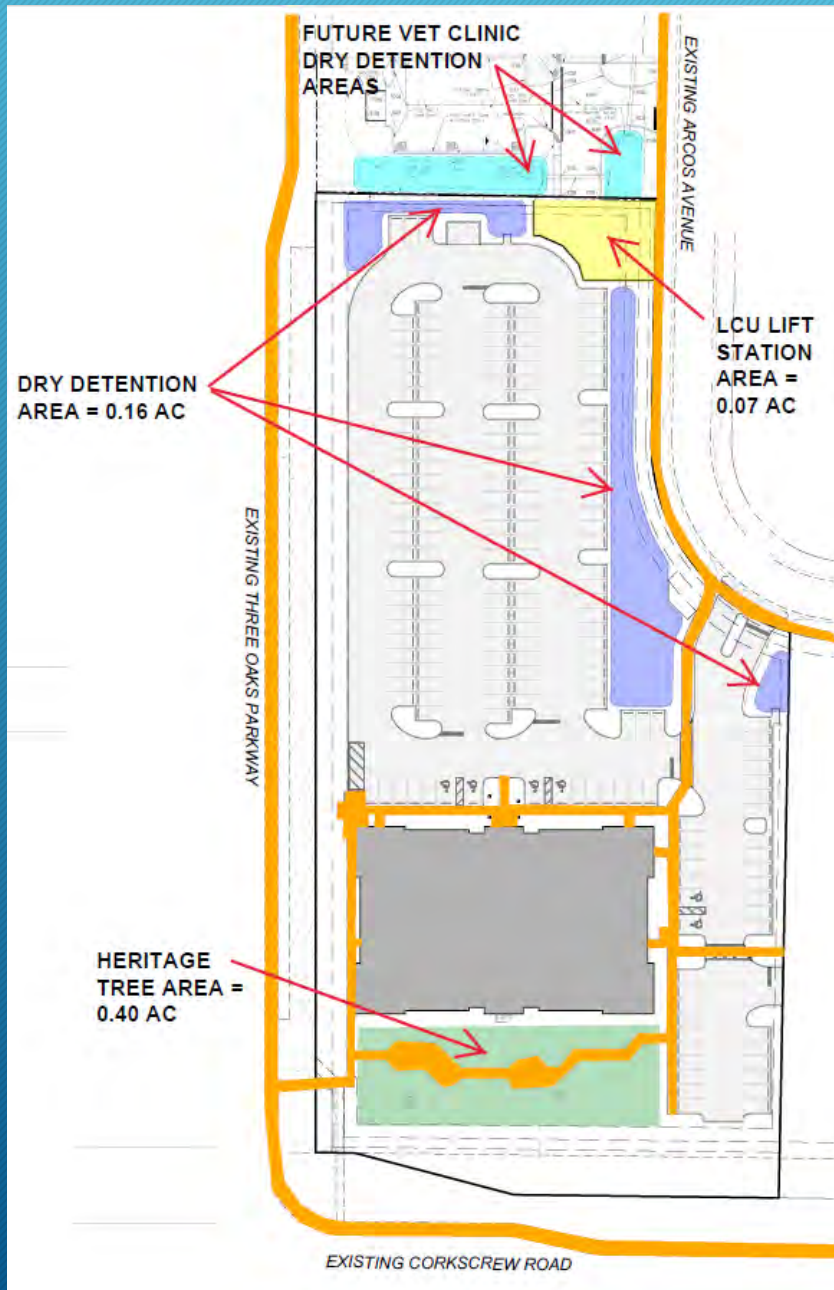 FUTURE VET CLINIC
DRY DETENTION
AREAS
EXISTING ARCOS AVENUE
LCU LIFT
STATION
AREA =
0.07 AC
DRY DETENTION
AREA = 0.16 AC
EXISTING THREE OAKS PARKWAY
HERITAGE
TREE AREA =
0.40 AC
EXISTING CORKSCREW ROAD